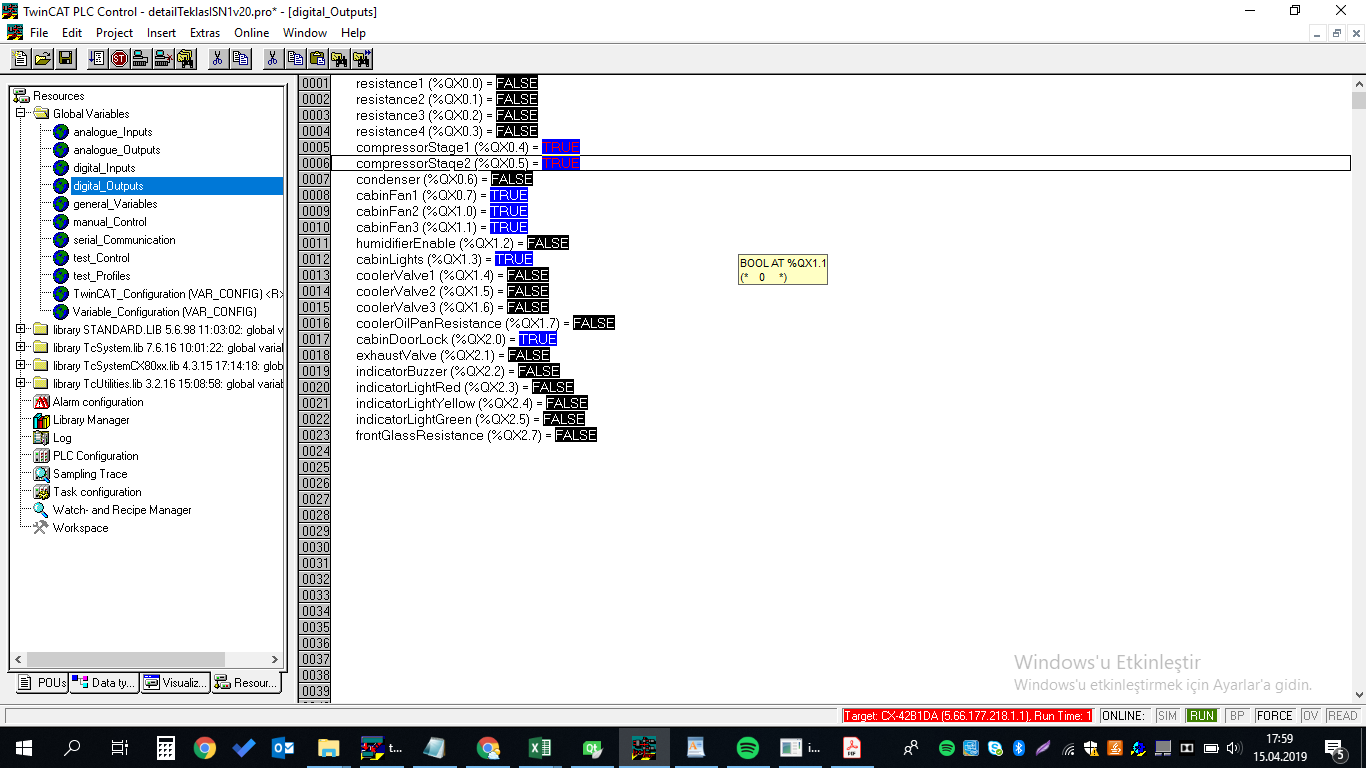 TwinCAT PLC Control - detailTeklasISN1v20.pro* - [digital_Outputs]
File Edit Project Insert Extras Online Window Help
Resources
Global Variables
analogue_Inputs
analogue_Outputs
digital_Inputs
digital_Outputs
general_Variables
manual_Control
serial_Communication
test_Control
test_Profiles
TwinCAT_Configuration (VAR_CONFIG) <R>
Variable_Configuration (VAR_CONFIG)
library STANDARD.LIB 5.6.98 11:03:02: global v
library TcSystem.lib 7.6.16 10:01:22: global varial
library TcSystemCX80xx.lib 4.3.15 17:14:18: glob
library TcUtilities.lib 3.2.16 15:08:58: global variab
Alarm configuration
Library Manager
Log
PLC Configuration
Sampling Trace
Task configuration
Watch- and Recipe Manager
Workspace
POUs Data ty... Visualiz... Resour...
0001 resistance1 (%QX0.0) = FALSE
0002 resistance2 (%QX0.1) = FALSE
0003 resistance3 (%QX0.2) = FALSE
0004 resistance4 (%QX0.3) = FALSE
0005 compressorStage1 (%QX0.4) = TRUE
0006 compressorStage2 (%QX0.5) = TRUE
0007 condenser (%QX0.6) = FALSE
0008 cabinFan1 (%QX0.7) = TRUE
0009 cabinFan2 (%QX1.0) = TRUE
0010 cabinFan3 (%QX1.1) = TRUE
0011 humidifierEnable (%QX1.2) = FALSE
0012 cabinLights (%QX1.3) = TRUE
0013 coolerValve1 (%QX1.4) = FALSE
0014 coolerValve2 (%QX1.5) = FALSE
0015 coolerValve3 (%QX1.6) = FALSE
0016 coolerOilPanResistance (%QX1.7) = FALSE
0017 cabinDoorLock (%QX2.0) = TRUE
0018 exhaustValve (%QX2.1) = FALSE
0019 indicatorBuzzer (%QX2.2) = FALSE
0020 indicatorLightRed (%QX2.3) = FALSE
0021 indicatorLightYellow (%QX2.4) = FALSE
0022 indicatorLightGreen (%QX2.5) = FALSE
0023 frontGlassResistance (%QX2.7) = FALSE
0024
0025
0026
0027
0028
0029
0030
0031
0032
0033
0034
0035
0036
0037
0038
0039
BOOL AT %QX1.1
(* 0 *)
Windows'u Etkinleştir
Windows'u etkinleştirmek için Ayarlar'a gidin.
Target: CX-42B1DA (5.66.177.218.1.1), Run Time: 1 ONLINE: SIM RUN BP FORCE OV READ
t...
i...
17:59
15.04.2019
5